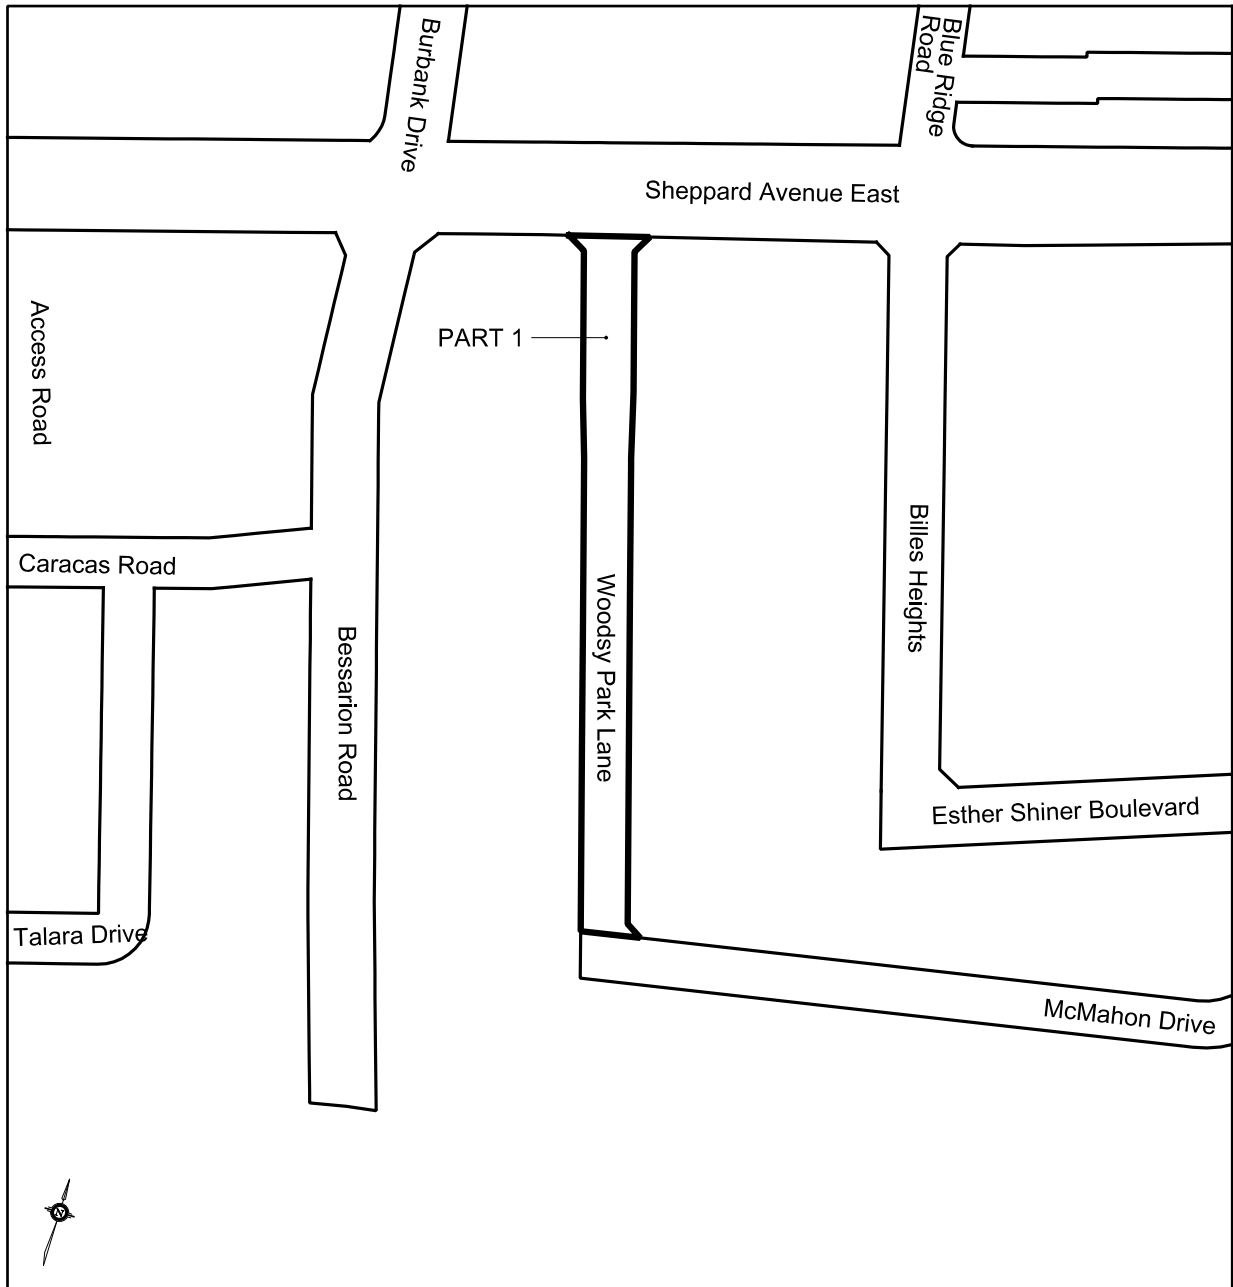 Burbank Drive
Blue Ridge
Road
Sheppard Avenue East
Access Road
PART 1
Caracas Road
Billes Heights
Woodsy Park Lane
Bessarion Road
Esther Shiner Boulevard
Talara Drive
McMahon Drive
N